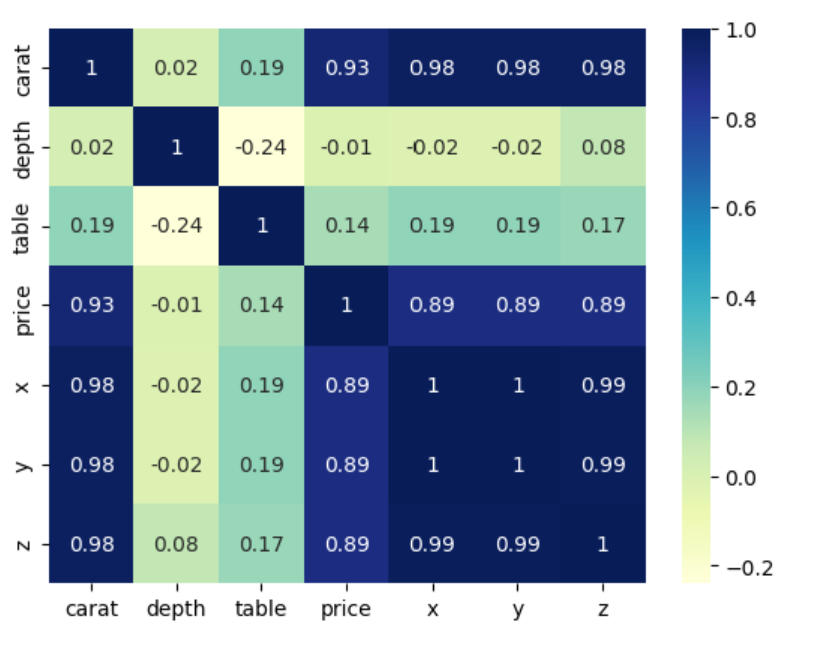 carat 1 0.02 0.19 0.93 0.98 0.98 0.98
depth 0.02 1 -0.24 -0.01 -0.02 -0.02 0.08
table 0.19 -0.24 1 0.14 0.19 0.19 0.17
price 0.93 -0.01 0.14 1 0.89 0.89 0.89
x 0.98 -0.02 0.19 0.89 1 1 0.99
y 0.98 -0.02 0.19 0.89 1 1 0.99
z 0.98 0.08 0.17 0.89 0.99 0.99 1
carat depth table price x y z
1.0
0.8
0.6
0.4
0.2
0.0
−0.2